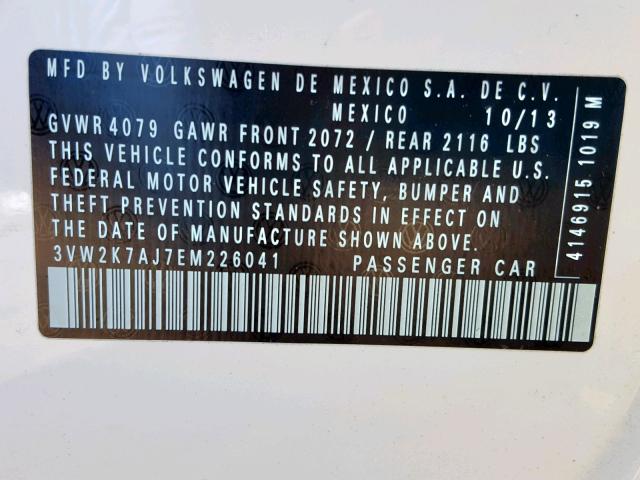 MFD BY VOLKSWAGEN DE MEXICO S.A. DE C.V.
MEXICO 10/13
GVWR 4079 GAWR FRONT 2072 / REAR 2116 LBS
THIS VEHICLE CONFORMS TO ALL APPLICABLE U.S.
FEDERAL MOTOR VEHICLE SAFETY, BUMPER AND
THEFT PREVENTION STANDARDS IN EFFECT ON
THE DATE OF MANUFACTURE SHOWN ABOVE.
3VW2K7AJ7EM226041 PASSENGER CAR
4146915 1019 M